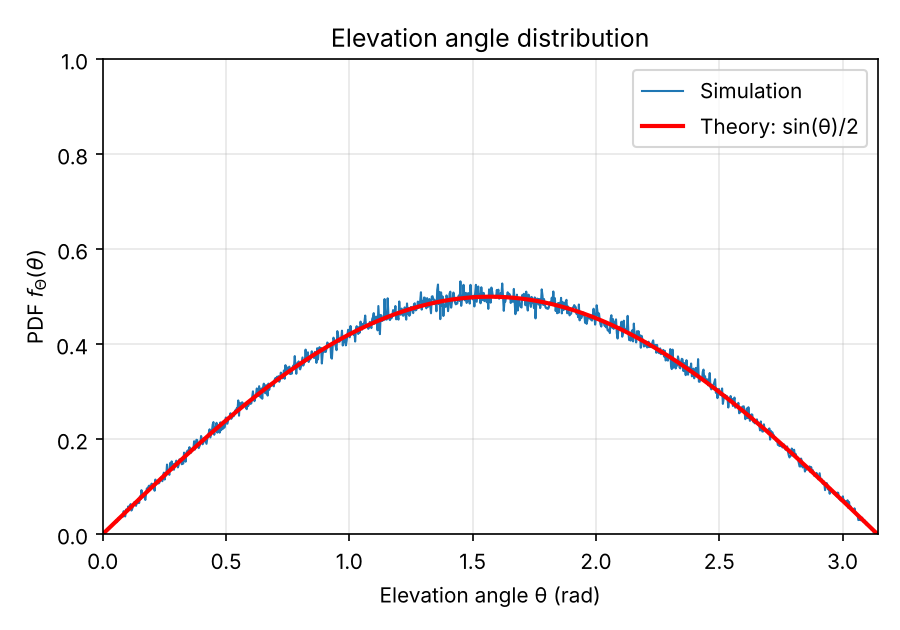 Elevation angle distribution
Simulation
Theory: sin(θ)/2
PDF f_Θ(θ)
1.0
0.8
0.6
0.4
0.2
0.0
0.0 0.5 1.0 1.5 2.0 2.5 3.0
Elevation angle θ (rad)